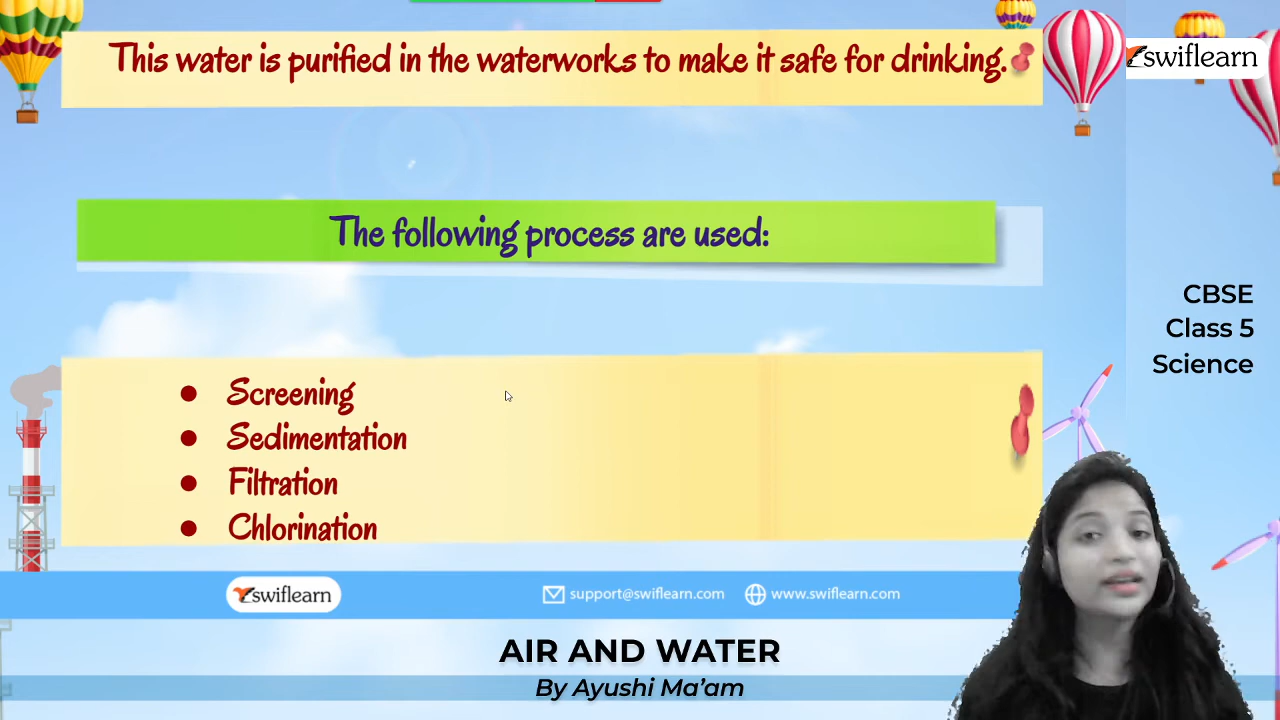 This water is purified in the waterworks to make it safe for drinking.
swiflearn
The following process are used:
CBSE
Class 5
Science
● Screening
● Sedimentation
● Filtration
● Chlorination
swiflearn
support@swiflearn.com
www.swiflearn.com
AIR AND WATER
By Ayushi Ma’am